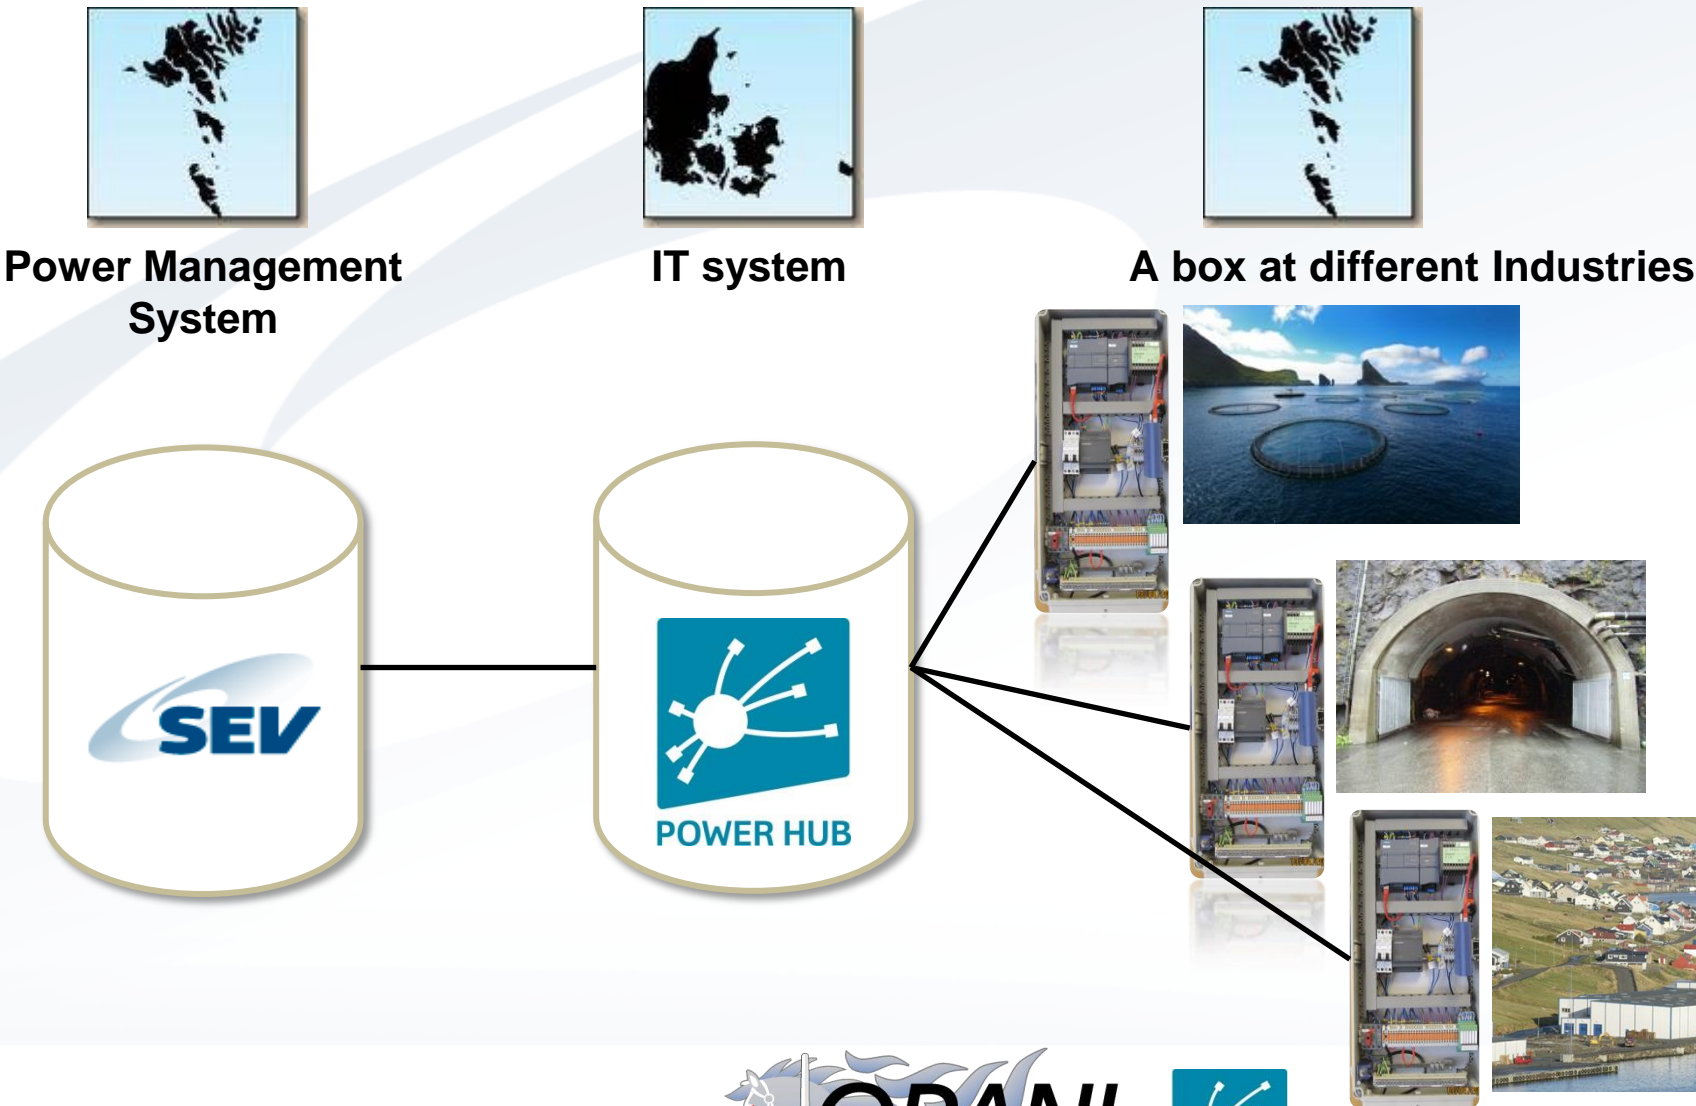 Power Management
System
IT system
A box at different Industries
SEV
POWER HUB